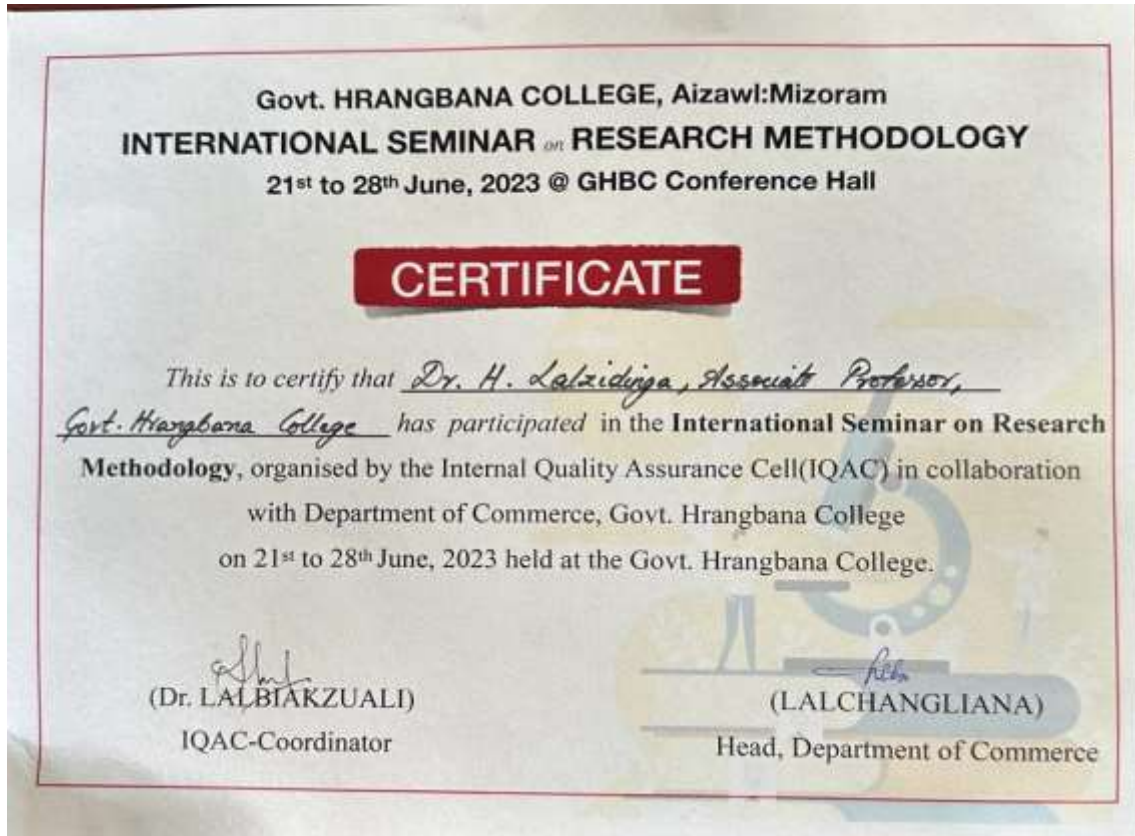 Govt. HRANGBANA COLLEGE, Aizawl:Mizoram
INTERNATIONAL SEMINAR on RESEARCH METHODOLOGY
21st to 28th June, 2023 @ GHBC Conference Hall
CERTIFICATE
This is to certify that Dr. H. Lalzidinga, Associate Professor,
Govt. Hrangbana College has participated in the International Seminar on Research
Methodology, organised by the Internal Quality Assurance Cell(IQAC) in collaboration
with Department of Commerce, Govt. Hrangbana College
on 21st to 28th June, 2023 held at the Govt. Hrangbana College.
(Dr. LALBIAKZUALI) (LALCHANGLIANA)
IQAC-Coordinator Head, Department of Commerce